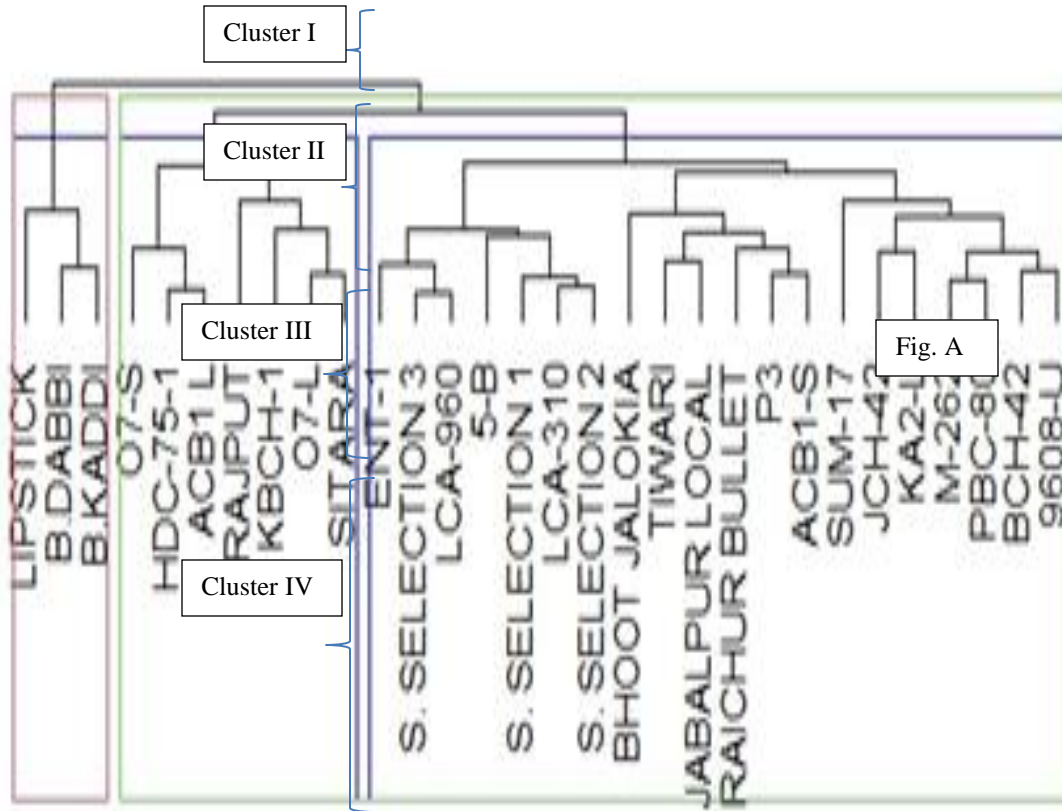 Cluster I
Cluster II
Cluster III
Fig. A
Cluster IV
LIPSTICK
B.DABBI
B.KADDI
O7-S
HDC-75-1
ACB1 L
RAJPUT
KBCH-1
O7-L
SITARA
ENT-1
S. SELECTION 3
LCA-960
5-B
S. SELECTION 1
LCA-310
S. SELECTION 2
BHOOT JALOKIA
TIWARI
JABALPUR LOCAL
RAICHUR BULLET
P3
ACB1-S
SUM-17
JCH-42
KA2-L
M-262
PBC-80
BCH-42
9608-U